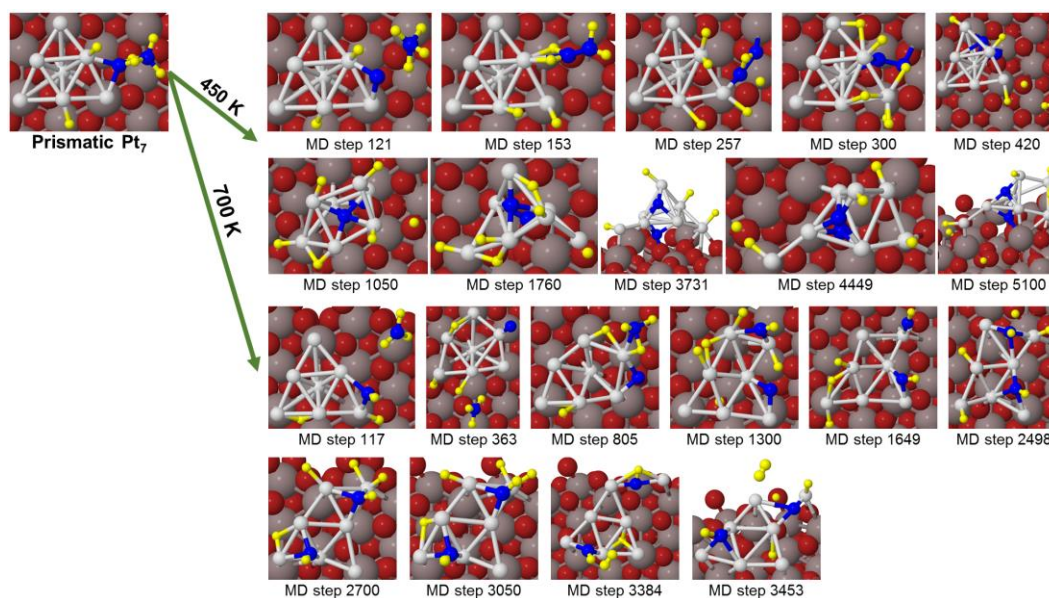 450 K
MD step 121
MD step 153
MD step 257
MD step 300
MD step 420
Prismatic Pt₇
700 K
MD step 1050
MD step 1760
MD step 3731
MD step 4449
MD step 5100
MD step 117
MD step 363
MD step 805
MD step 1300
MD step 1649
MD step 2498
MD step 2700
MD step 3050
MD step 3384
MD step 3453